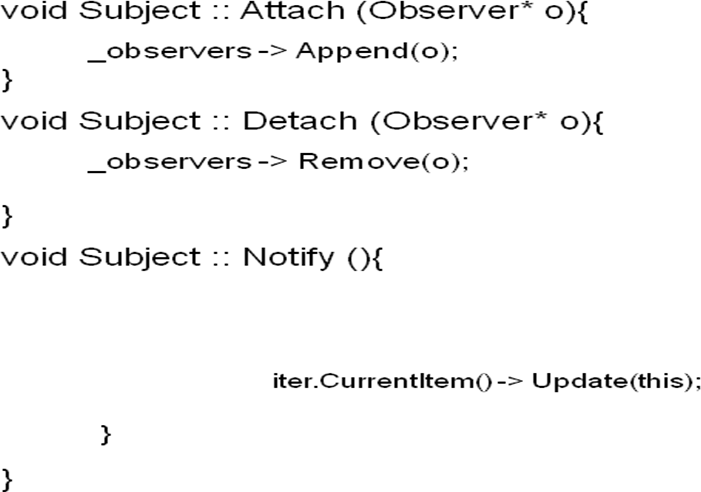 void Subject :: Attach (Observer* o){
_observers -> Append(o);
}
void Subject :: Detach (Observer* o){
_observers -> Remove(o);
}
void Subject :: Notify (){
iter.CurrentItem() -> Update(this);
}
}